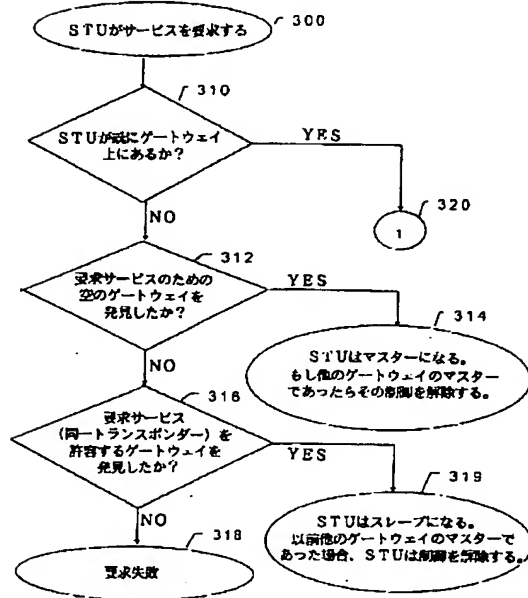 STUがサービスを要求する
300
310
STUが既にゲートウェイ
上にあるか？
YES
320
1
NO
312
要求サービスのための
空のゲートウェイを
発見したか？
YES
314
STUはマスターになる。
もし他のゲートウェイのマスター
であったらその制御を解除する。
NO
316
要求サービス
(同一トランスポンダー)を
許容するゲートウェイを
発見したか？
YES
319
STUはスレーブになる。
以前他のゲートウェイのマスターで
あった場合、STUは制御を解除する。
NO
318
要求失敗